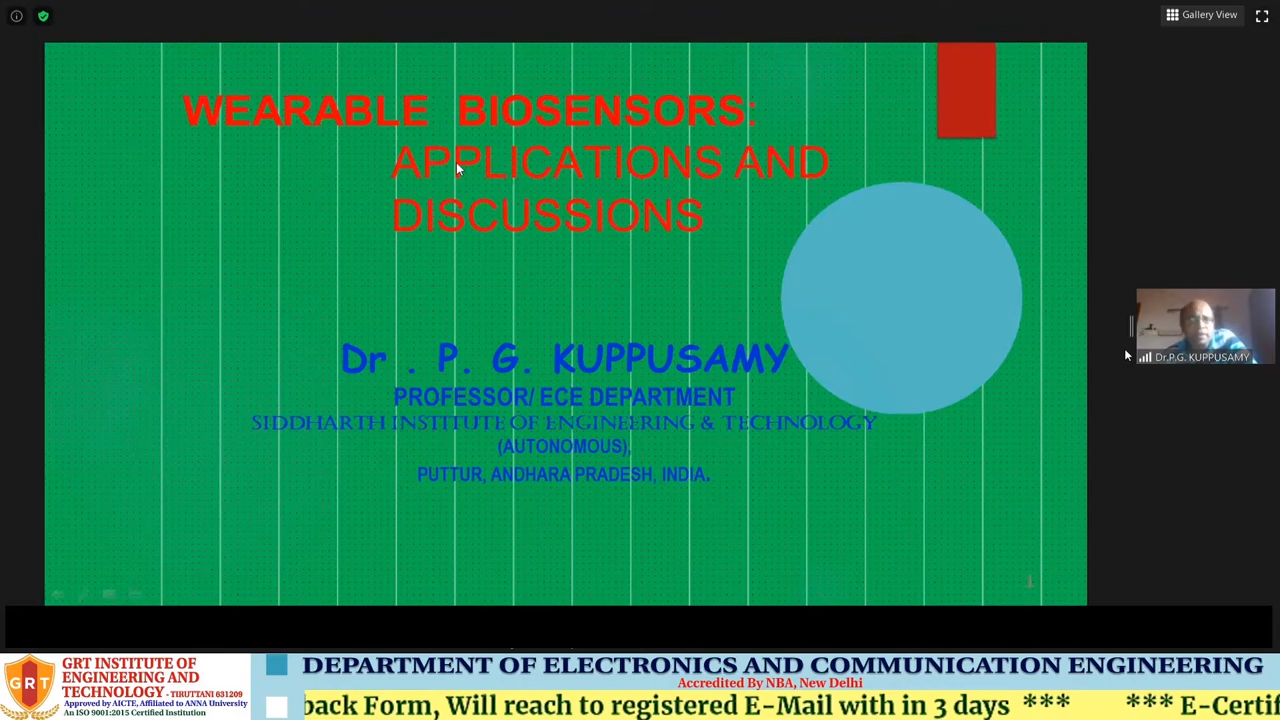 Gallery View
WEARABLE BIOSENSORS:
APPLICATIONS AND
DISCUSSIONS
Dr . P. G. KUPPUSAMY
PROFESSOR/ ECE DEPARTMENT
SIDDHARTH INSTITUTE OF ENGINEERING & TECHNOLOGY
(AUTONOMOUS),
PUTTUR, ANDHARA PRADESH, INDIA.
1
Dr.P.G. KUPPUSAMY
GRT
GRT INSTITUTE OF
ENGINEERING AND
TECHNOLOGY - TIRUTTANI 631209
Approved by AICTE, Affiliated to ANNA University
An ISO 9001:2015 Certified Institution
DEPARTMENT OF ELECTRONICS AND COMMUNICATION ENGINEERING
Accredited By NBA, New Delhi
back Form, Will reach to registered E-Mail with in 3 days *** *** E-Certi